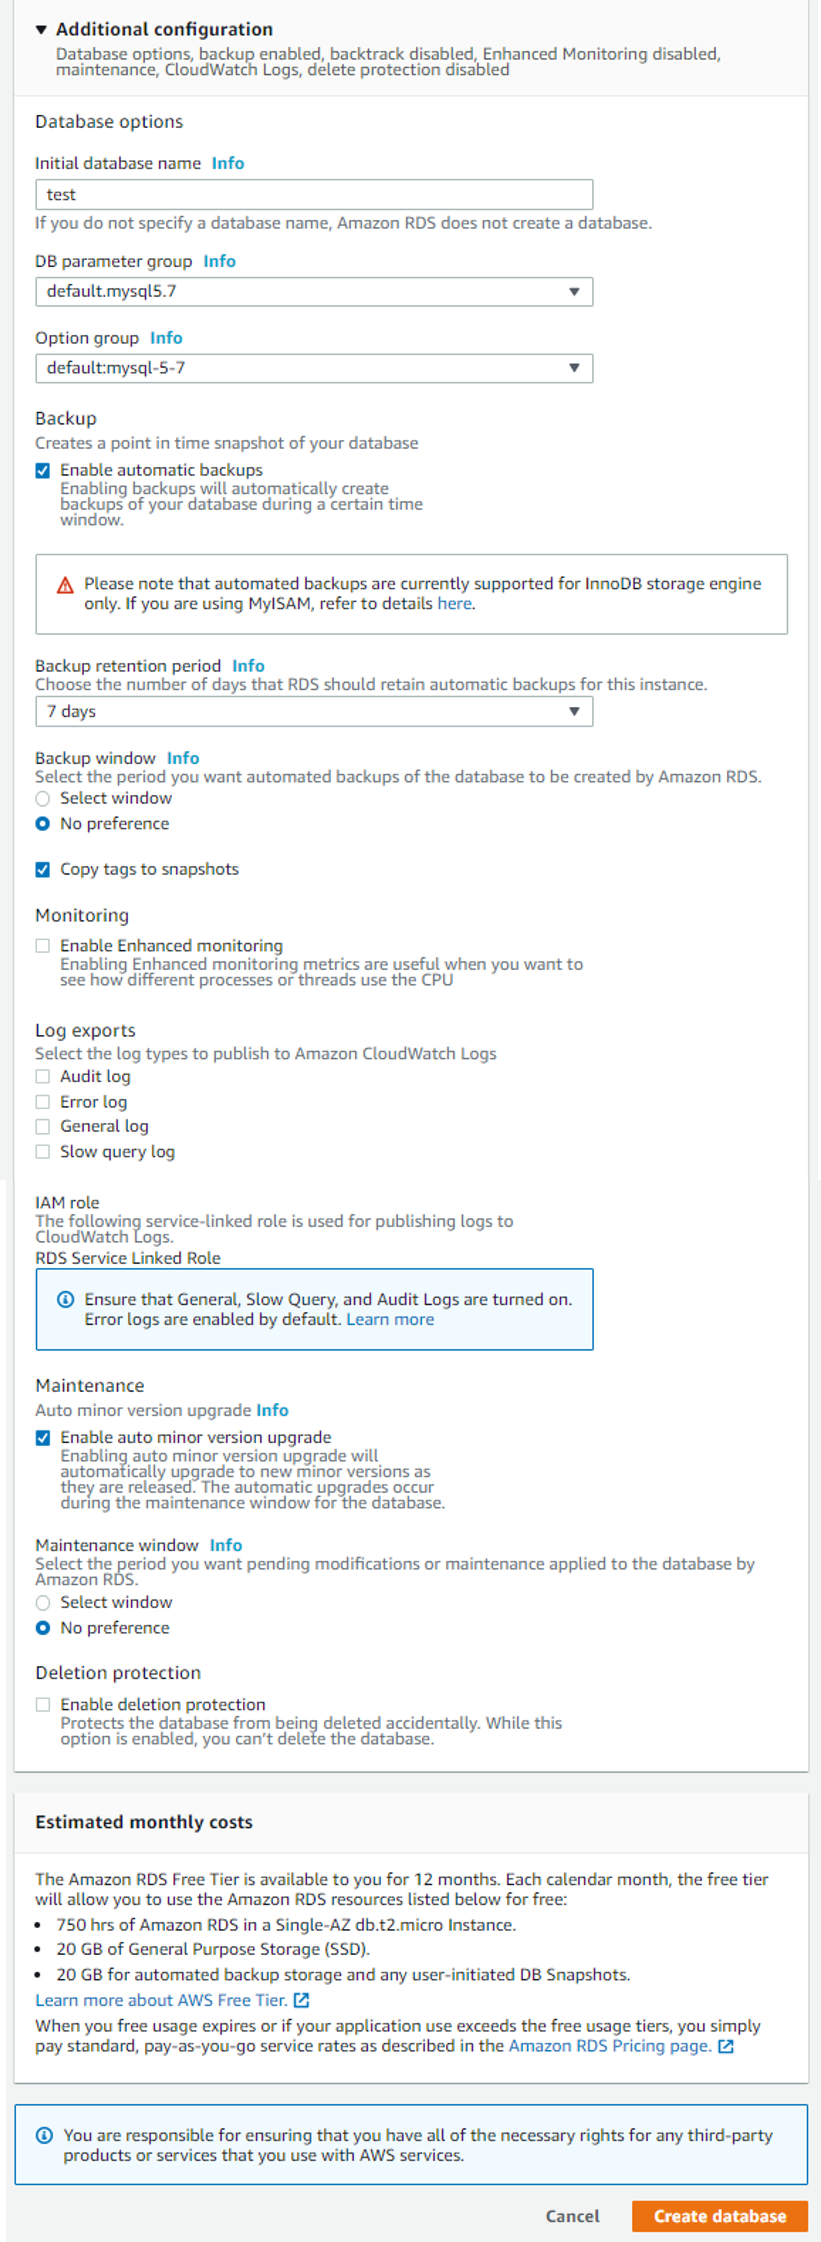 Additional configuration
Database options, backup enabled, backtrack disabled, Enhanced Monitoring disabled,
maintenance, CloudWatch Logs, delete protection disabled
Database options
Initial database name Info
test
If you do not specify a database name, Amazon RDS does not create a database.
DB parameter group Info
default.mysql5.7
Option group Info
default:mysql-5-7
Backup
Creates a point in time snapshot of your database
Enable automatic backups
Enabling backups will automatically create
backups of your database during a certain time
window.
Please note that automated backups are currently supported for InnoDB storage engine
only. If you are using MyISAM, refer to details here.
Backup retention period Info
Choose the number of days that RDS should retain automatic backups for this instance.
7 days
Backup window Info
Select the period you want automated backups of the database to be created by Amazon RDS.
Select window
No preference
Copy tags to snapshots
Monitoring
Enable Enhanced monitoring
Enabling Enhanced monitoring metrics are useful when you want to
see how different processes or threads use the CPU
Log exports
Select the log types to publish to Amazon CloudWatch Logs
Audit log
Error log
General log
Slow query log
IAM role
The following service-linked role is used for publishing logs to
CloudWatch Logs.
RDS Service Linked Role
Ensure that General, Slow Query, and Audit Logs are turned on.
Error logs are enabled by default. Learn more
Maintenance
Auto minor version upgrade Info
Enable auto minor version upgrade
Enabling auto minor version upgrade will
automatically upgrade to new minor versions as
they are released. The automatic upgrades occur
during the maintenance window for the database.
Maintenance window Info
Select the period you want pending modifications or maintenance applied to the database by
Amazon RDS.
Select window
No preference
Deletion protection
Enable deletion protection
Protects the database from being deleted accidentally. While this
option is enabled, you can't delete the database.
Estimated monthly costs
The Amazon RDS Free Tier is available to you for 12 months. Each calendar month, the free tier
will allow you to use the Amazon RDS resources listed below for free:
• 750 hrs of Amazon RDS in a Single-AZ db.t2.micro Instance.
• 20 GB of General Purpose Storage (SSD).
• 20 GB for automated backup storage and any user-initiated DB Snapshots.
Learn more about AWS Free Tier.
When you free usage expires or if your application use exceeds the free usage tiers, you simply
pay standard, pay-as-you-go service rates as described in the Amazon RDS Pricing page.
You are responsible for ensuring that you have all of the necessary rights for any third-party
products or services that you use with AWS services.
Cancel Create database